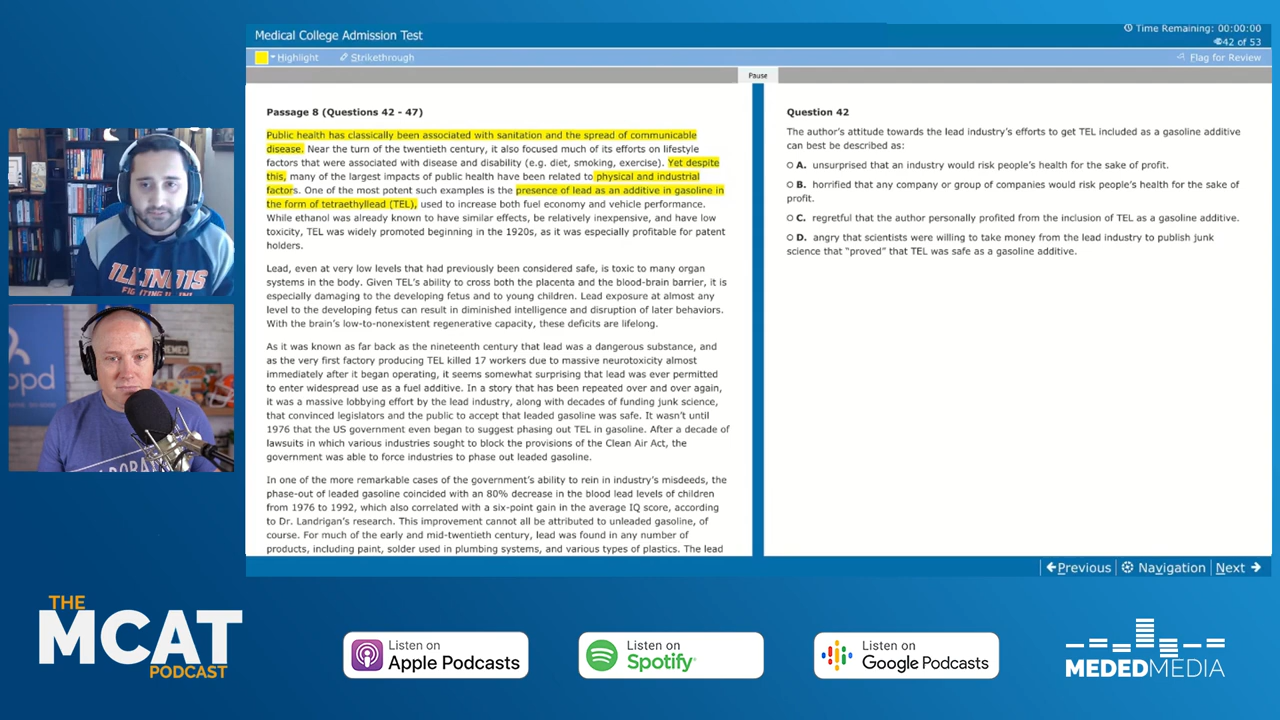 Medical College Admission Test
Time Remaining: 00:00:00
42 of 53
Highlight
Strikethrough
Flag for Review
Pause
Passage 8 (Questions 42 - 47)
Public health has classically been associated with sanitation and the spread of communicable
disease. Near the turn of the twentieth century, it also focused much of its efforts on lifestyle
factors that were associated with disease and disability (e.g. diet, smoking, exercise). Yet despite
this, many of the largest impacts of public health have been related to physical and industrial
factors. One of the most potent such examples is the presence of lead as an additive in gasoline in
the form of tetraethyllead (TEL), used to increase both fuel economy and vehicle performance.
While ethanol was already known to have similar effects, be relatively inexpensive, and have low
toxicity, TEL was widely promoted beginning in the 1920s, as it was especially profitable for patent
holders.
Lead, even at very low levels that had previously been considered safe, is toxic to many organ
systems in the body. Given TEL's ability to cross both the placenta and the blood-brain barrier, it is
especially damaging to the developing fetus and to young children. Lead exposure at almost any
level to the developing fetus can result in diminished intelligence and disruption of later behaviors.
With the brain's low-to-nonexistent regenerative capacity, these deficits are lifelong.
As it was known as far back as the nineteenth century that lead was a dangerous substance, and
as the very first factory producing TEL killed 17 workers due to massive neurotoxicity almost
immediately after it began operating, it seems somewhat surprising that lead was ever permitted
to enter widespread use as a fuel additive. In a story that has been repeated over and over again,
it was a massive lobbying effort by the lead industry, along with decades of funding junk science,
that convinced legislators and the public to accept that leaded gasoline was safe. It wasn't until
1976 that the US government even began to suggest phasing out TEL in gasoline. After a decade of
lawsuits in which various industries sought to block the provisions of the Clean Air Act, the
government was able to force industries to phase out leaded gasoline.
In one of the more remarkable cases of the government's ability to rein in industry's misdeeds, the
phase-out of leaded gasoline coincided with an 80% decrease in the blood lead levels of children
from 1976 to 1992, which also correlated with a six-point gain in the average IQ score, according
to Dr. Landrigan's research. This improvement cannot all be attributed to unleaded gasoline, of
course. For much of the early and mid-twentieth century, lead was found in any number of
products, including paint, solder used in plumbing systems, and various types of plastics. The lead
Question 42
The author's attitude towards the lead industry's efforts to get TEL included as a gasoline additive
can best be described as:
A. unsurprised that an industry would risk people's health for the sake of profit.
B. horrified that any company or group of companies would risk people's health for the sake of
profit.
C. regretful that the author personally profited from the inclusion of TEL as a gasoline additive.
D. angry that scientists were willing to take money from the lead industry to publish junk
science that "proved" that TEL was safe as a gasoline additive.
Previous
Navigation
Next
ILLINOIS
THE
MCAT
PODCAST
Listen on
Apple Podcasts
Listen on
Spotify
Listen on
Google Podcasts
MEDEDMEDIA